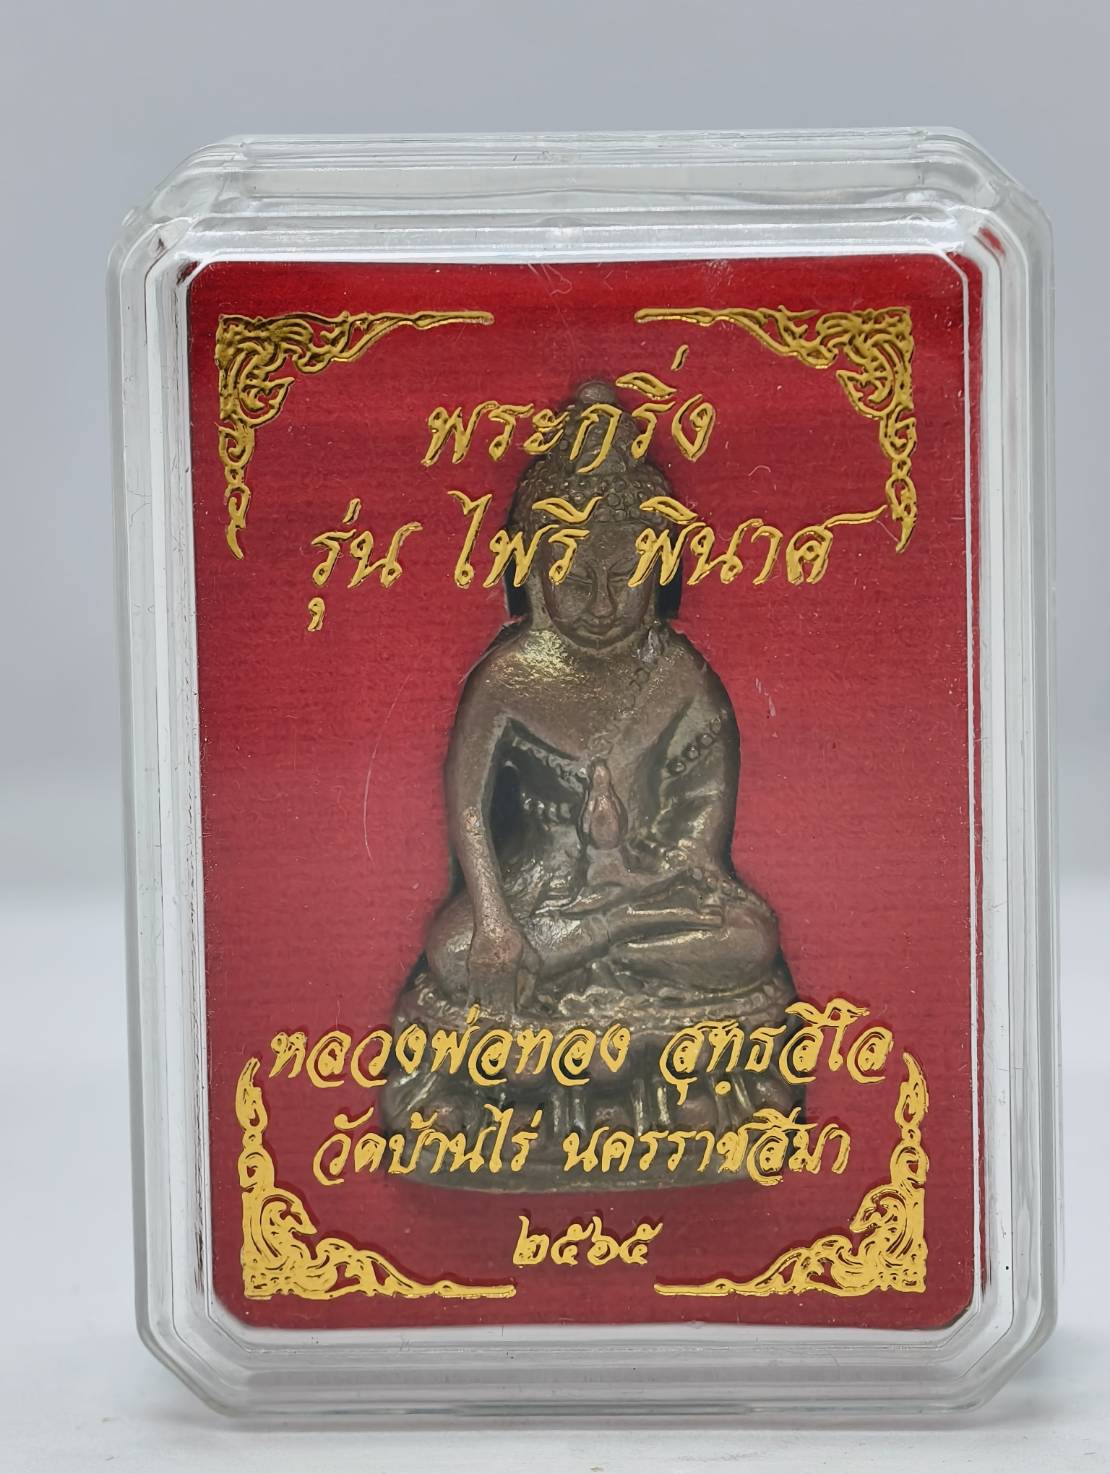 พระกริ่ง
รุ่น ไพรี พินาศ
หลวงพ่อทอง สุทฺธสีโล
วัดบ้านไร่ นครราชสีมา
๒๕๖๕